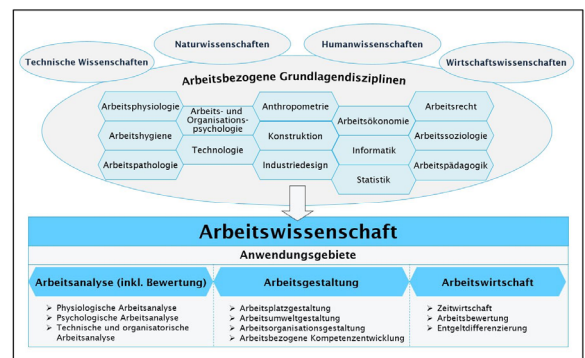 Naturwissenschaften
Humanwissenschaften
Technische Wissenschaften
Wirtschaftswissenschaften
Arbeitsbezogene Grundlagendisziplinen
Arbeitsphysiologie
Arbeitshygiene
Arbeitspathologie
Arbeits- und
Organisations-
psychologie
Technologie
Anthropometrie
Konstruktion
Industriedesign
Arbeitsökonomie
Informatik
Statistik
Arbeitsrecht
Arbeitssoziologie
Arbeitspädagogik
Arbeitswissenschaft
Anwendungsgebiete
Arbeitsanalyse (inkl. Bewertung)
➢ Physiologische Arbeitsanalyse
➢ Psychologische Arbeitsanalyse
➢ Technische und organisatorische
Arbeitsanalyse
Arbeitsgestaltung
➢ Arbeitsplatzgestaltung
➢ Arbeitsumweltgestaltung
➢ Arbeitsorganisationsgestaltung
➢ Arbeitsbezogene Kompetenzentwicklung
Arbeitswirtschaft
➢ Zeitwirtschaft
➢ Arbeitsbewertung
➢ Entgeltdifferenzierung